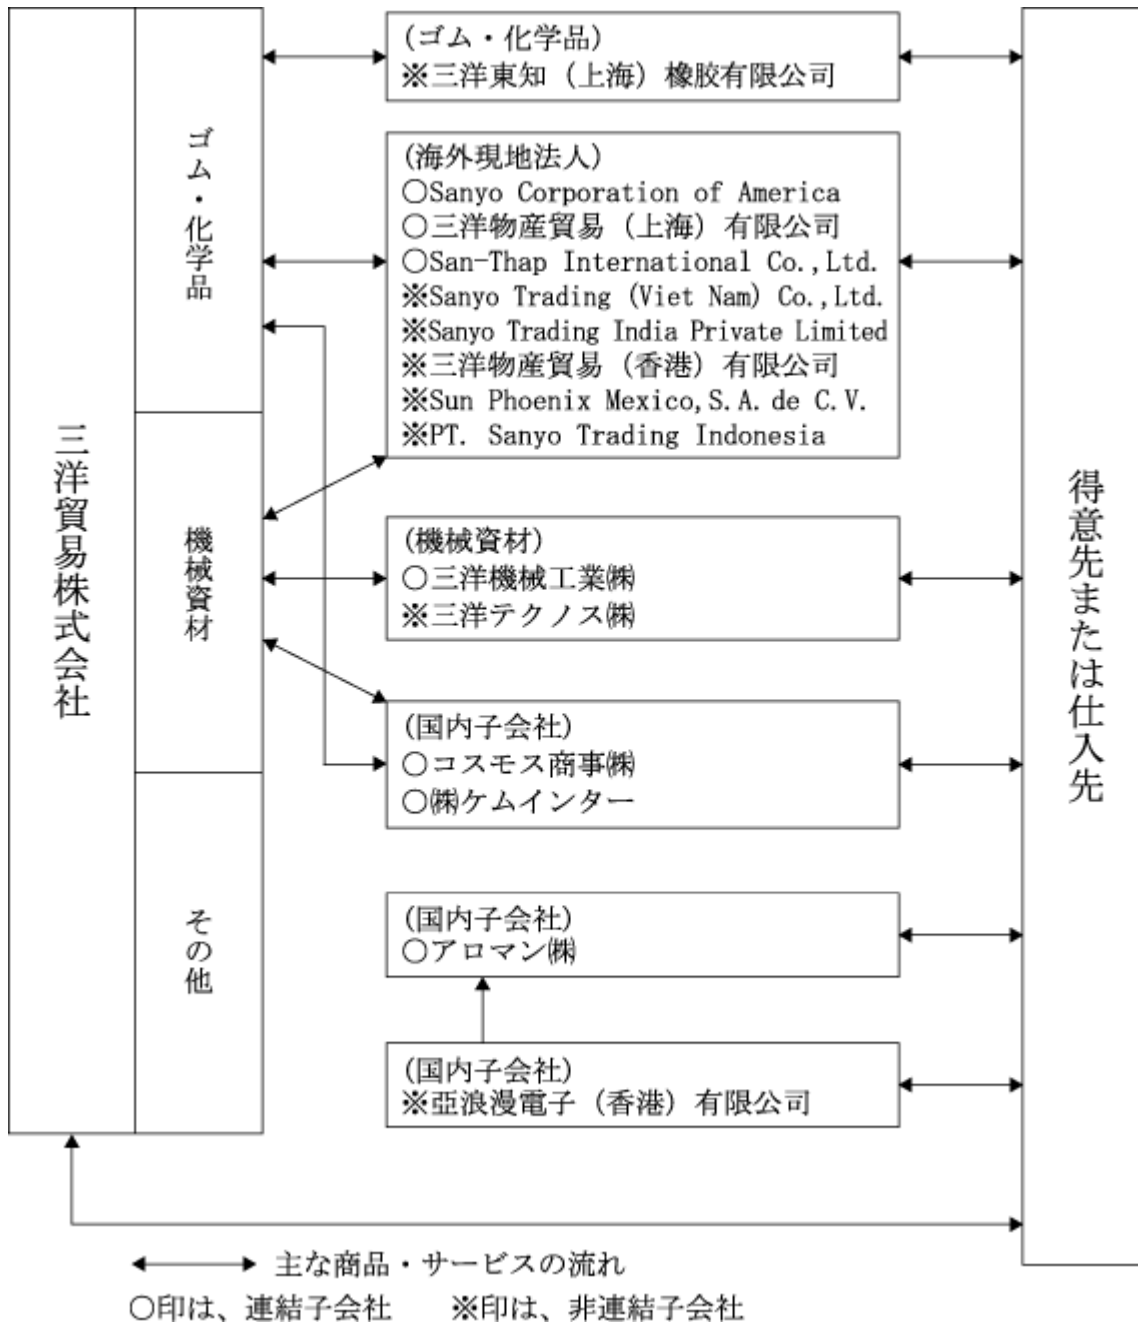 三洋貿易株式会社
ゴム・化学品
機械資材
その他
(ゴム・化学品)
※三洋東知（上海）橡胶有限公司
(海外現地法人)
○Sanyo Corporation of America
○三洋物産貿易（上海）有限公司
○San-Thap International Co.,Ltd.
※Sanyo Trading (Viet Nam) Co.,Ltd.
※Sanyo Trading India Private Limited
※三洋物産貿易（香港）有限公司
※Sun Phoenix Mexico,S.A.de C.V.
※PT. Sanyo Trading Indonesia
(機械資材)
○三洋機械工業㈱
※三洋テクノス㈱
(国内子会社)
○コスモス商事㈱
○㈱ケムインター
(国内子会社)
○アロマン㈱
(国内子会社)
※亞浪漫電子（香港）有限公司
得意先または仕入先
主な商品・サービスの流れ
○印は、連結子会社　　※印は、非連結子会社